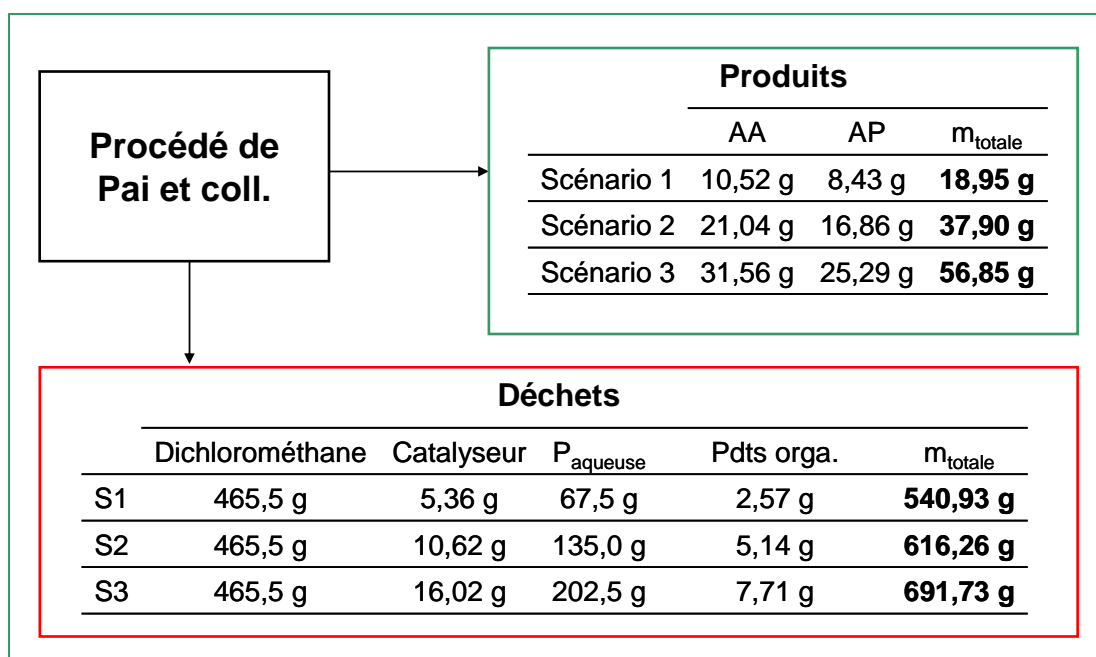 Procédé de
Pai et coll.
Produits
AA AP m_totale
Scénario 1 10,52 g 8,43 g 18,95 g
Scénario 2 21,04 g 16,86 g 37,90 g
Scénario 3 31,56 g 25,29 g 56,85 g
Déchets
Dichlorométhane Catalyseur P_aqueuse Pdts orga. m_totale
S1 465,5 g 5,36 g 67,5 g 2,57 g 540,93 g
S2 465,5 g 10,62 g 135,0 g 5,14 g 616,26 g
S3 465,5 g 16,02 g 202,5 g 7,71 g 691,73 g